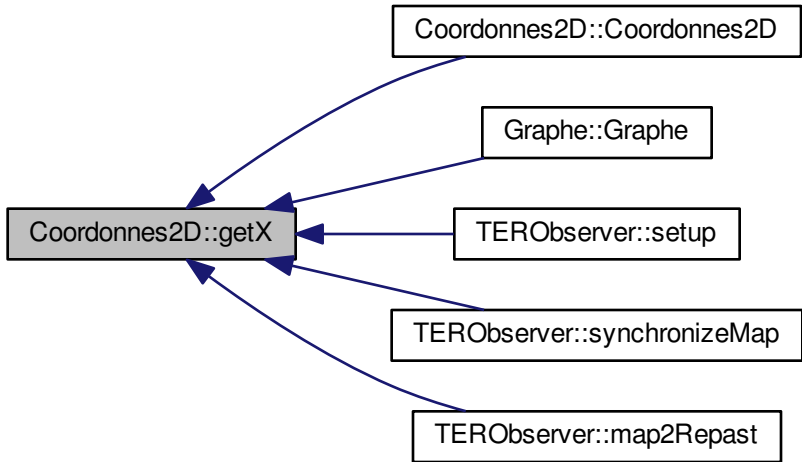 Coordonnes2D::Coordonnes2D
Graphe::Graphe
Coordonnes2D::getX
TERObserver::setup
TERObserver::synchronizeMap
TERObserver::map2Repast